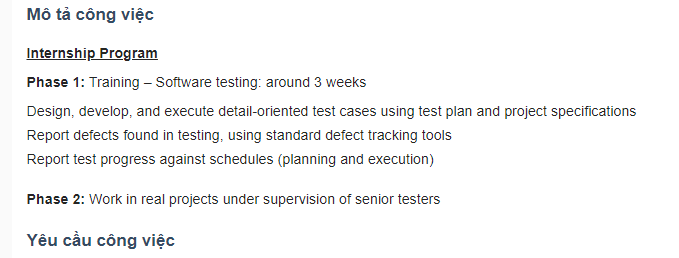 Mô tả công việc
Internship Program
Phase 1: Training – Software testing: around 3 weeks
Design, develop, and execute detail-oriented test cases using test plan and project specifications
Report defects found in testing, using standard defect tracking tools
Report test progress against schedules (planning and execution)
Phase 2: Work in real projects under supervision of senior testers
Yêu cầu công việc